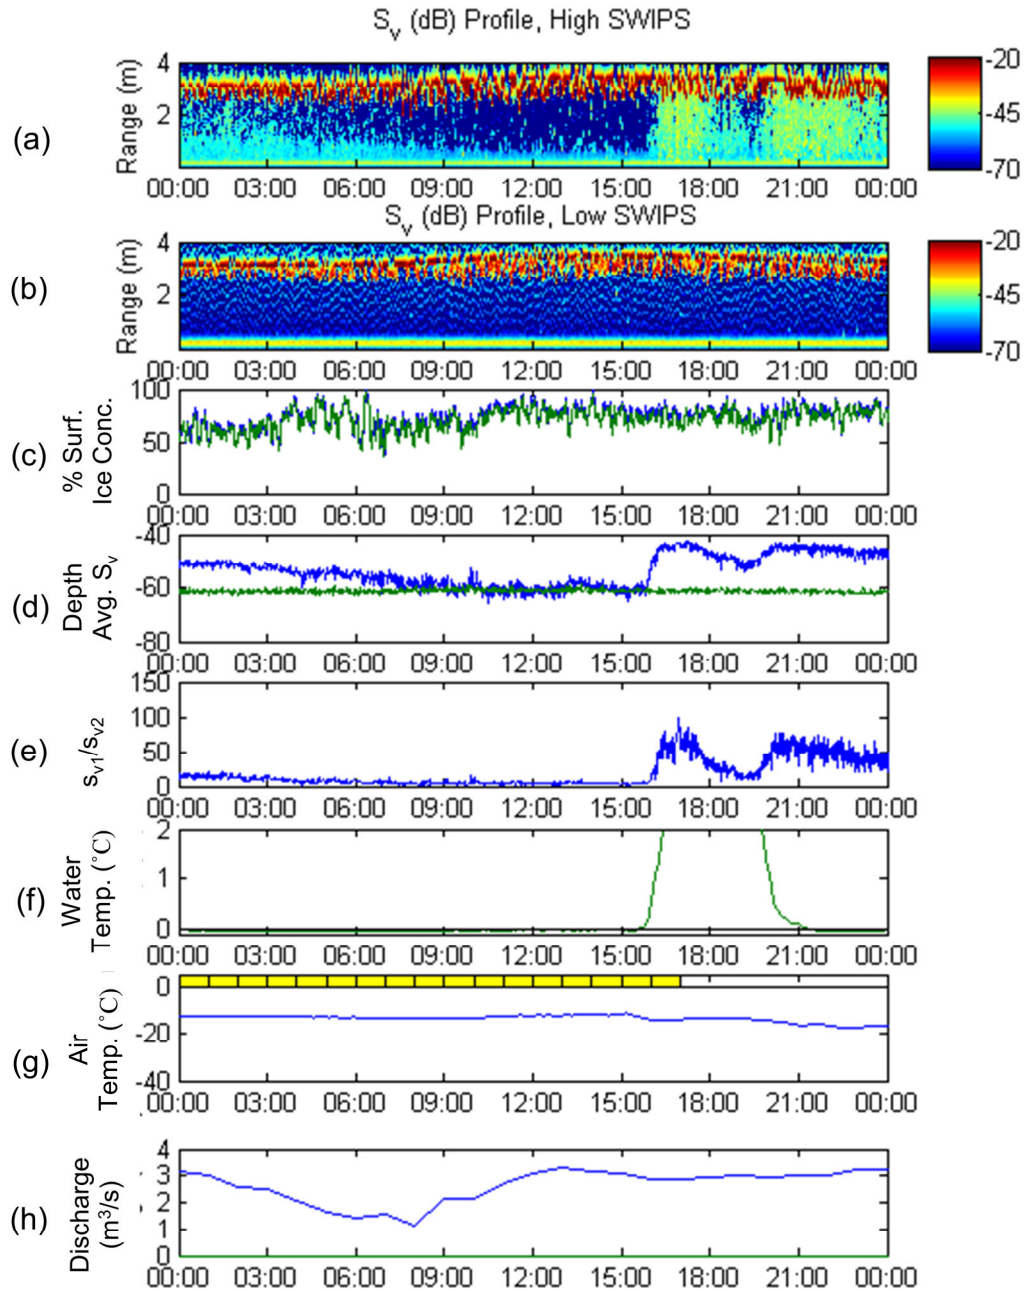 Sv (dB) Profile, High SWIPS
(a)
Range (m)
4
2
-20
-45
-70
00:00 03:00 06:00 09:00 12:00 15:00 18:00 21:00 00:00
Sv (dB) Profile, Low SWIPS
(b)
Range (m)
4
2
-20
-45
-70
00:00 03:00 06:00 09:00 12:00 15:00 18:00 21:00 00:00
(c)
% Surf.
Ice Conc.
100
50
0
00:00 03:00 06:00 09:00 12:00 15:00 18:00 21:00 00:00
(d)
Depth
Avg. Sv
-40
-60
-80
00:00 03:00 06:00 09:00 12:00 15:00 18:00 21:00 00:00
(e)
sv1/sv2
150
100
50
0
00:00 03:00 06:00 09:00 12:00 15:00 18:00 21:00 00:00
(f)
Water
Temp. (°C)
2
1
0
00:00 03:00 06:00 09:00 12:00 15:00 18:00 21:00 00:00
(g)
Air
Temp. (°C)
0
-20
-40
00:00 03:00 06:00 09:00 12:00 15:00 18:00 21:00 00:00
(h)
Discharge
(m³/s)
4
3
2
1
0
00:00 03:00 06:00 09:00 12:00 15:00 18:00 21:00 00:00